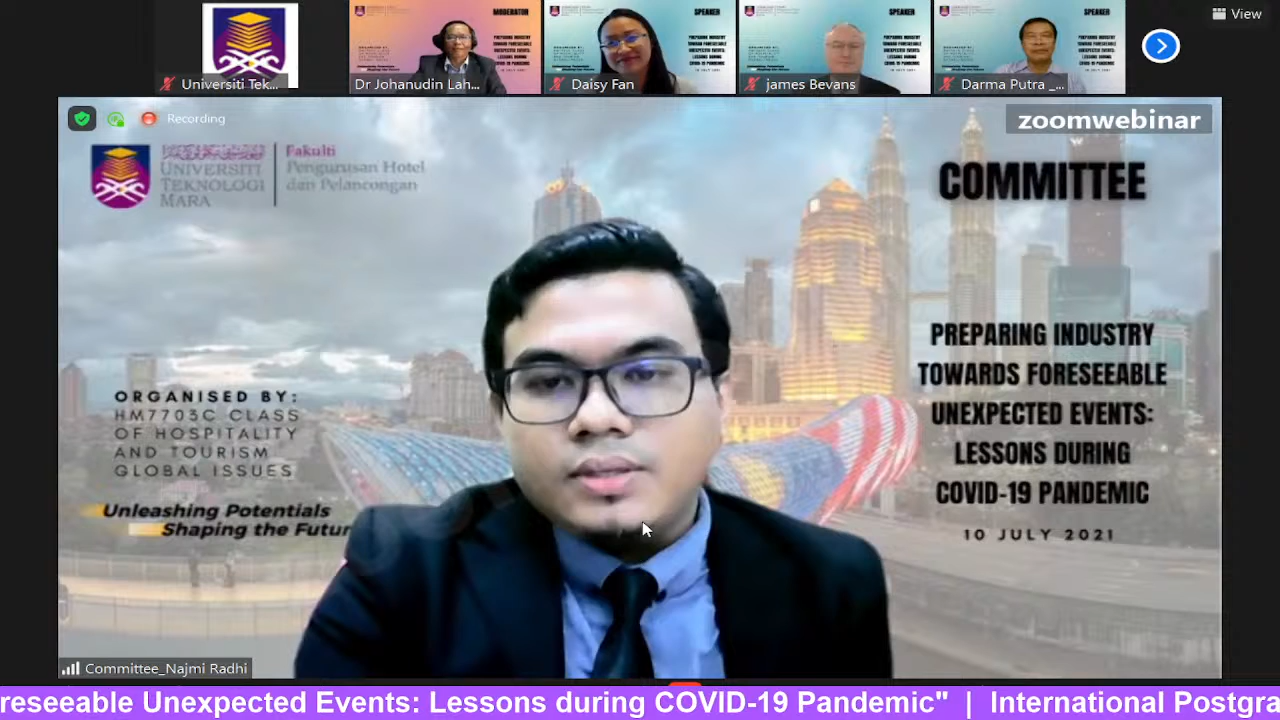 View
MODERATOR
SPEAKER
SPEAKER
SPEAKER
Universiti Tek...
Dr Johanudin Lah...
Daisy Fan
james Bevans
Darma Putra _...
Recording
zoomwebinar
UNIVERSITI
TEKNOLOGI
MARA
Fakulti
Pengurusan Hotel
dan Pelancongan
COMMITTEE
PREPARING INDUSTRY
TOWARDS FORESEEABLE
UNEXPECTED EVENTS:
LESSONS DURING
COVID-19 PANDEMIC
10 JULY 2021
ORGANISED BY:
HM7703C CLASS
OF HOSPITALITY
AND TOURISM
GLOBAL ISSUES
Unleashing Potentials
Shaping the Futur
Committee_Najmi Radhi
reseeable Unexpected Events: Lessons during COVID-19 Pandemic" | International Postgra